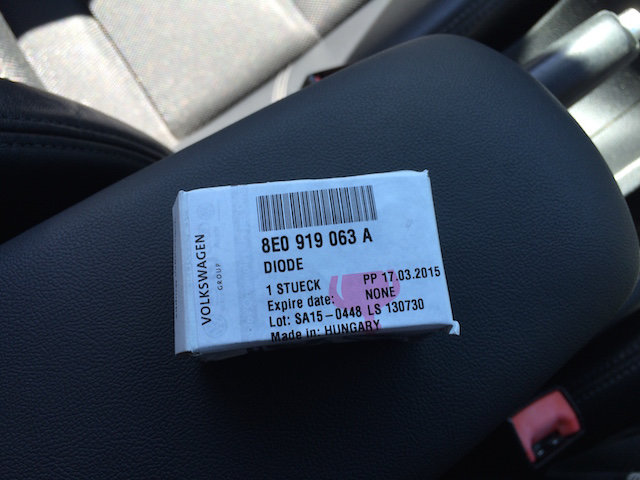 VOLKSWAGEN
GROUP
8E0 919 063 A
DIODE
1 STUECK PP 17.03.2015
Expire date: NONE
Lot: SA15-0448 LS 130730
Made in: HUNGARY